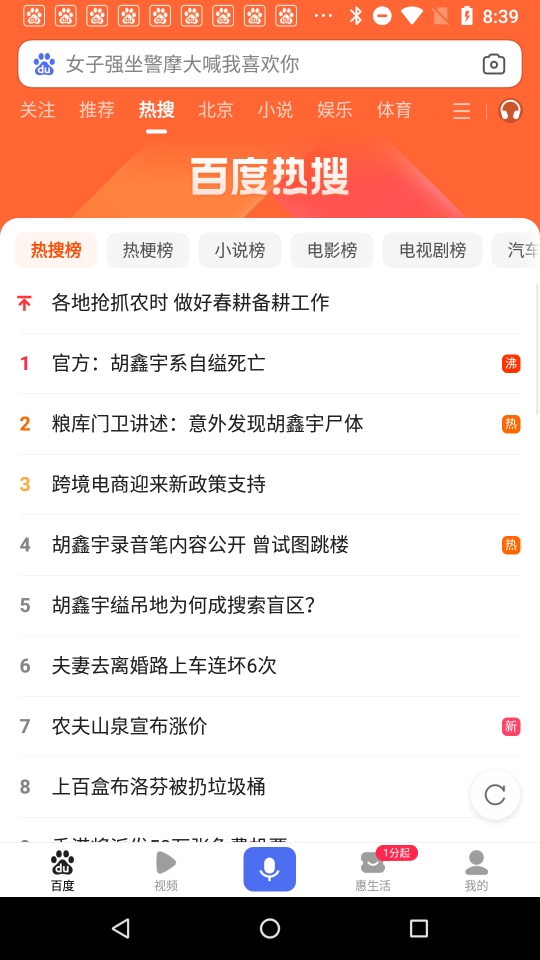 8:39
女子强坐警摩大喊我喜欢你
关注 推荐 热搜 北京 小说 娱乐 体育
百度热搜
热搜榜 热梗榜 小说榜 电影榜 电视剧榜 汽车
各地抢抓农时 做好春耕备耕工作
1 官方：胡鑫宇系自缢死亡 沸
2 粮库门卫讲述：意外发现胡鑫宇尸体 热
3 跨境电商迎来新政策支持
4 胡鑫宇录音笔内容公开 曾试图跳楼 热
5 胡鑫宇缢吊地为何成搜索盲区？
6 夫妻去离婚路上车连坏6次
7 农夫山泉宣布涨价 新
8 上百盒布洛芬被扔垃圾桶
1分起
百度 视频 惠生活 我的